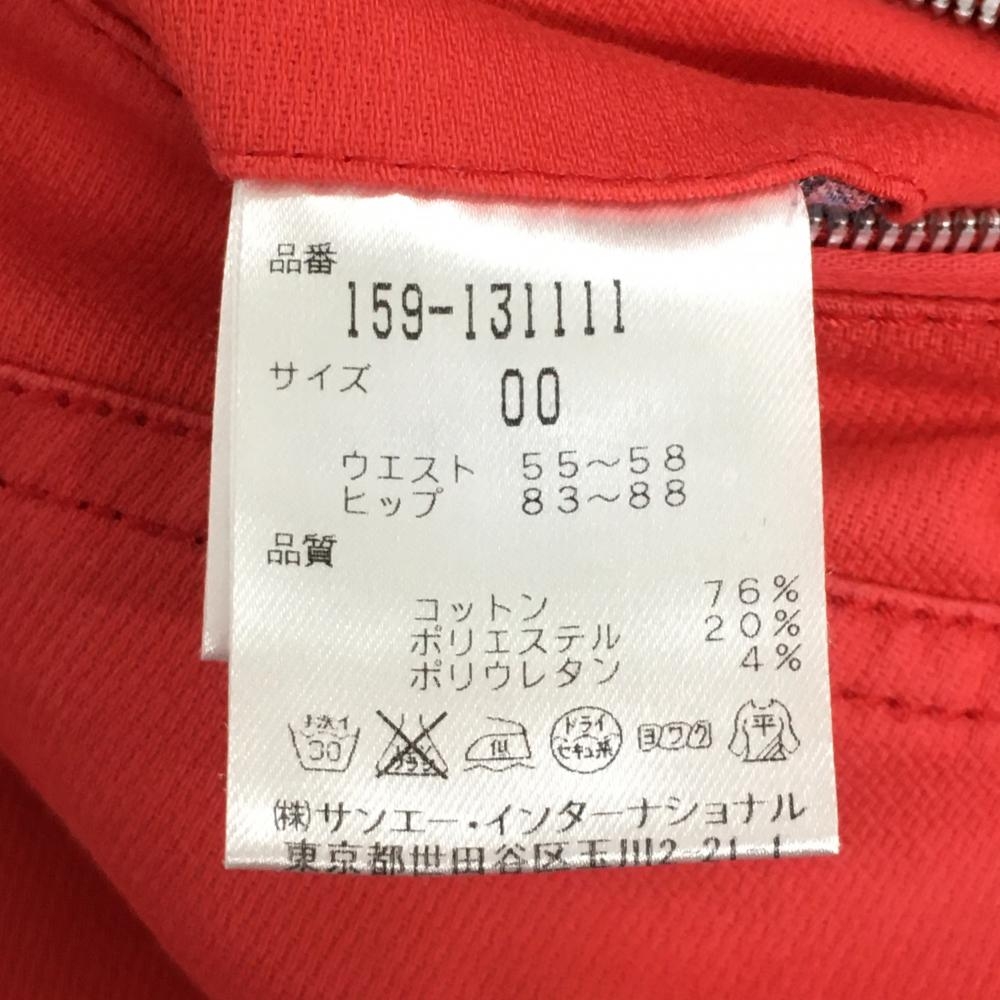 品番
159-131111
サイズ
00
ウエスト 55～58
ヒップ 83～88
品質
コットン 76%
ポリエステル 20%
ポリウレタン 4%
手洗イ 30 低 ドライ セキユ系 ヨワク 平
㈱サンエー・インターナショナル
東京都世田谷区玉川2-21-1